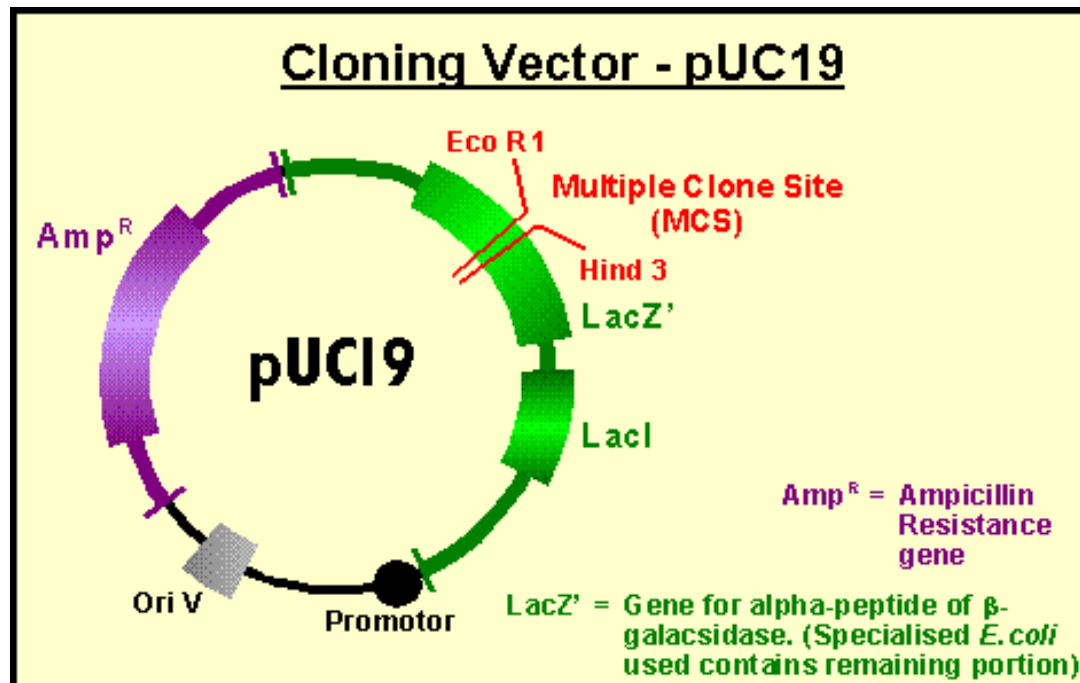 Cloning Vector - pUC19
Eco R1
Multiple Clone Site
(MCS)
Amp^R
Hind 3
LacZ’
pUC19
LacI
Amp^R = Ampicillin
Resistance
gene
Ori V
Promotor
LacZ’ = Gene for alpha-peptide of β-
galacsidase. (Specialised E.coli
used contains remaining portion)